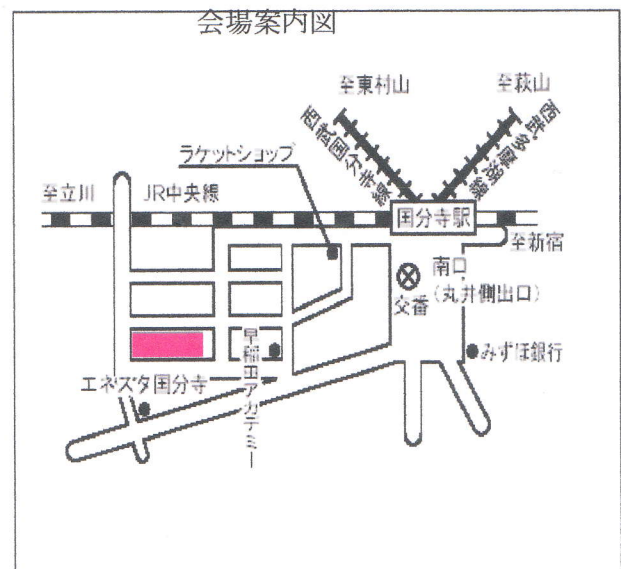 会場案内図
至東村山
至萩山
西武国分寺線
西武多摩湖線
ラケットショップ
至立川
JR中央線
国分寺駅
至新宿
南口
(丸井側出口)
交番
みずほ銀行
早稲田アカデミー
エネスタ国分寺